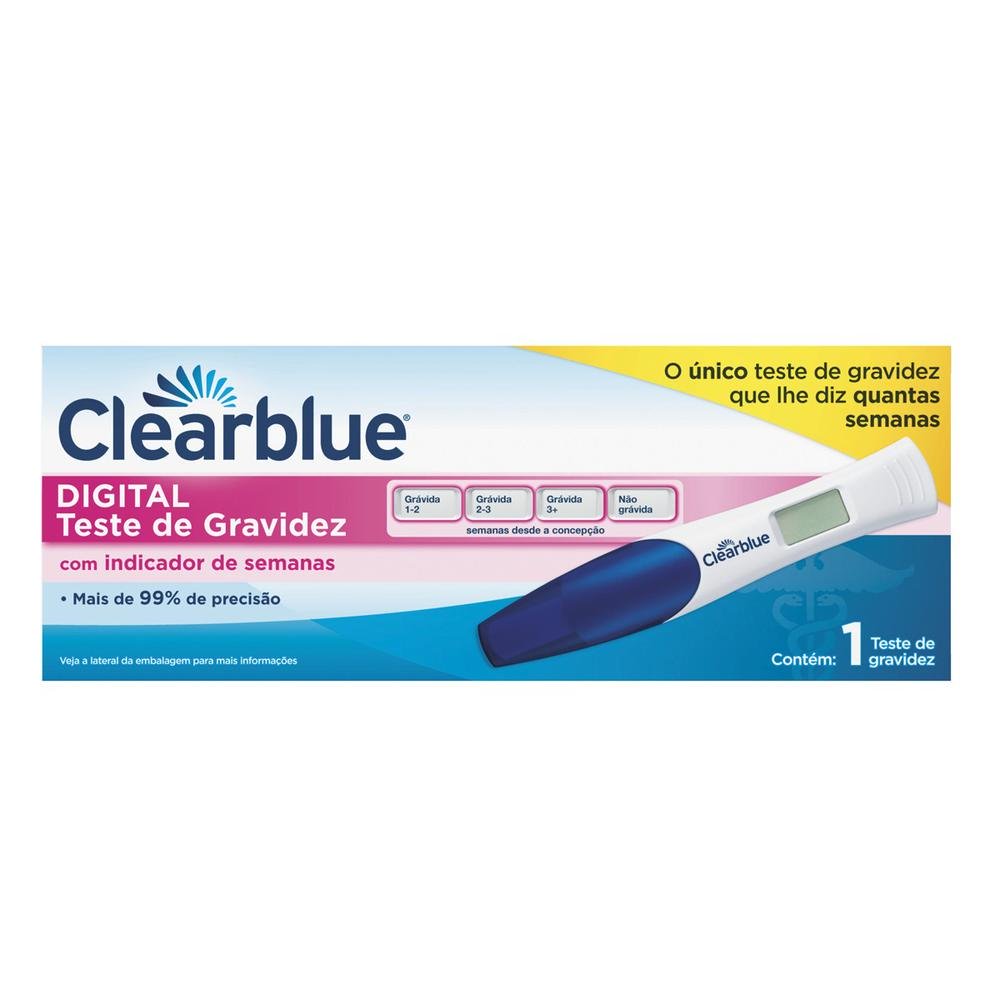 Clearblue®
O único teste de gravidez
que lhe diz quantas
semanas
DIGITAL
Teste de Gravidez
com indicador de semanas
• Mais de 99% de precisão
Veja a lateral da embalagem para mais informações
Grávida
1-2
Grávida
2-3
Grávida
3+
Não
grávida
semanas desde a concepção
Clearblue
Contém: 1 Teste de
gravidez